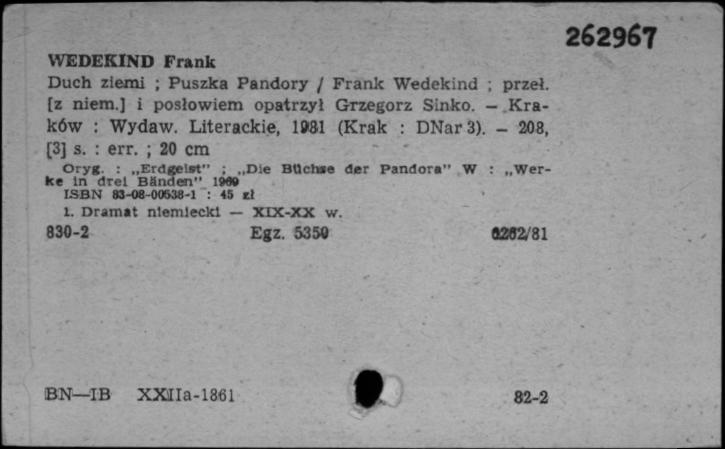 262967
WEDEKIND Frank
Duch ziemi ; Puszka Pandory / Frank Wedekind ; przeł.
[z niem.] i posłowiem opatrzył Grzegorz Sinko. — Kra-
ków : Wydaw. Literackie, 1981 (Krak : DNar 3). — 208,
[3] s. : err. ; 20 cm
Oryg. : „Erdgeist" ; „Die Büchse der Pandora" W : „Wer-
ke in drei Bänden" 1969
ISBN 83-08-00538-1 : 45 zł
1. Dramat niemiecki — XIX-XX w.
830-2 Egz. 5350 6262/81
BN—IB XXIIa-1861 82-2